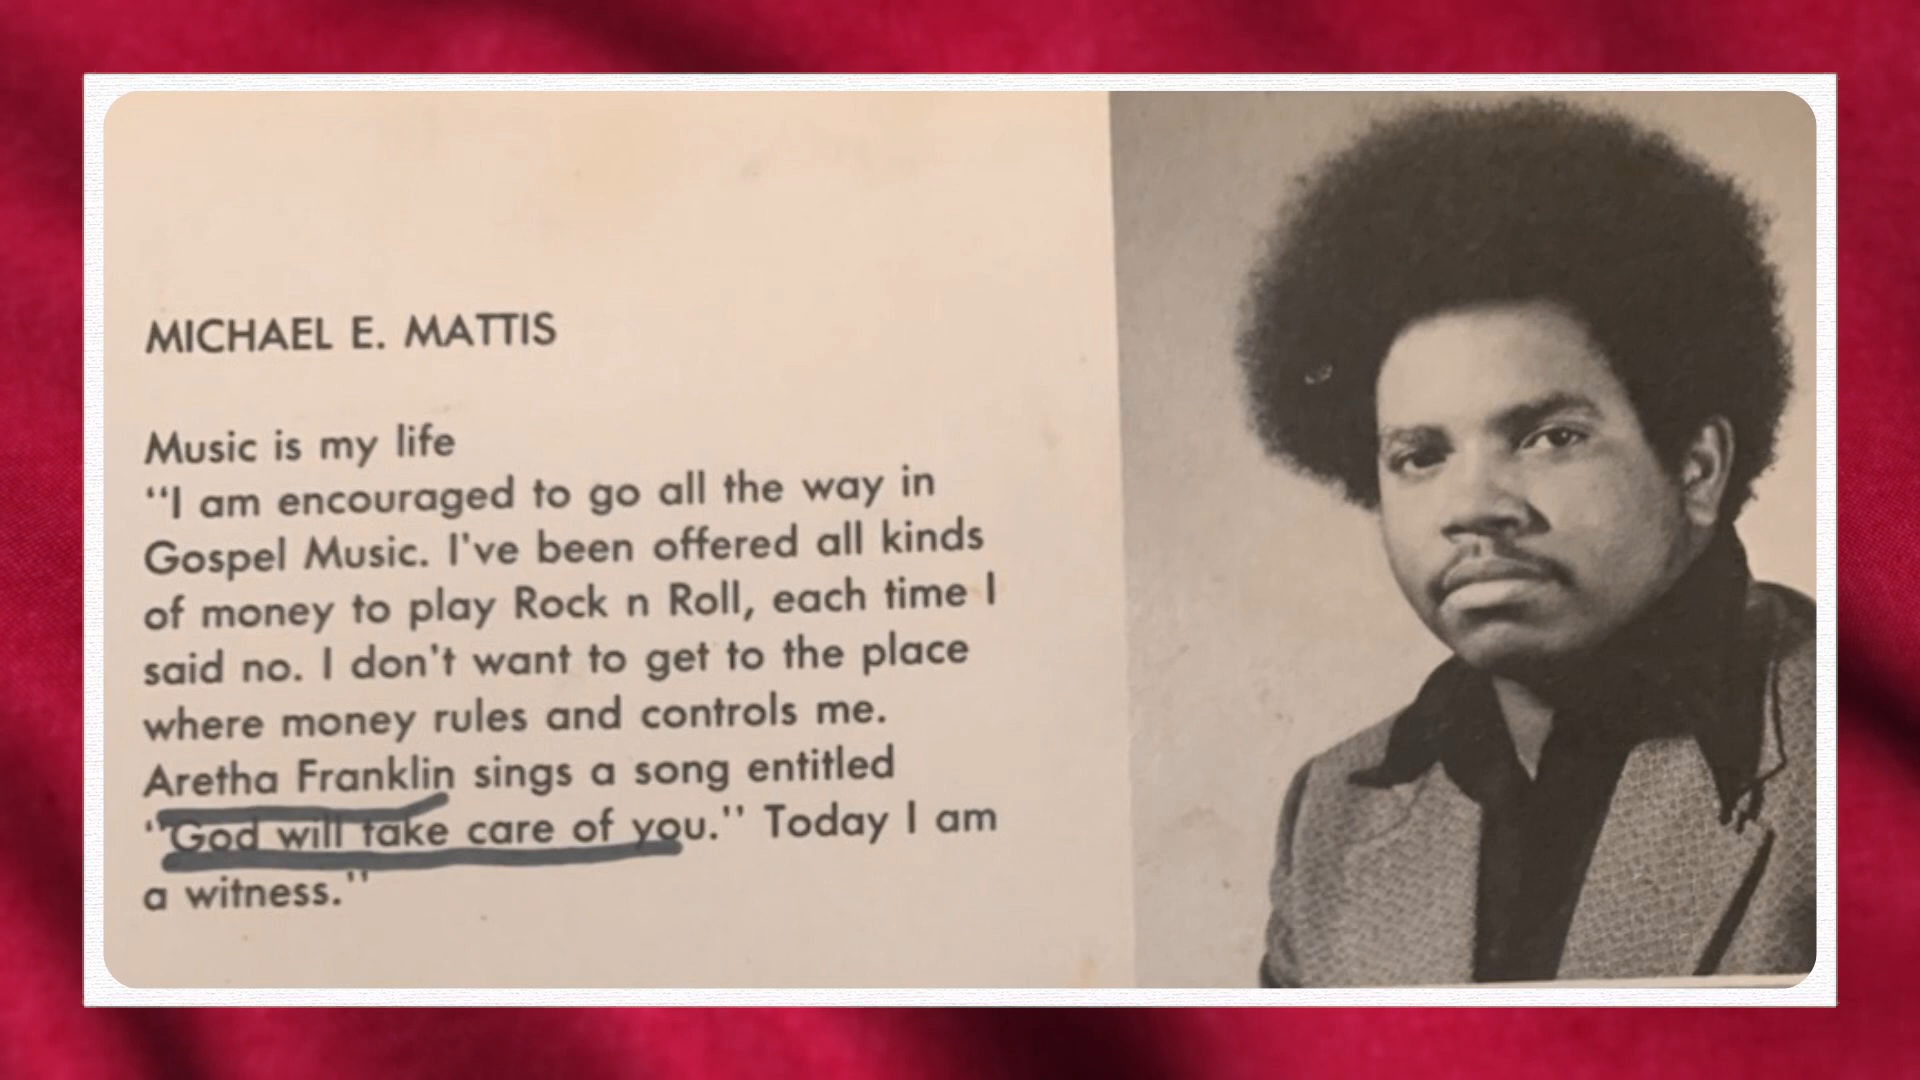 MICHAEL E. MATTIS
Music is my life
"I am encouraged to go all the way in
Gospel Music. I've been offered all kinds
of money to play Rock n Roll, each time I
said no. I don't want to get to the place
where money rules and controls me.
Aretha Franklin sings a song entitled
"God will take care of you." Today I am
a witness."